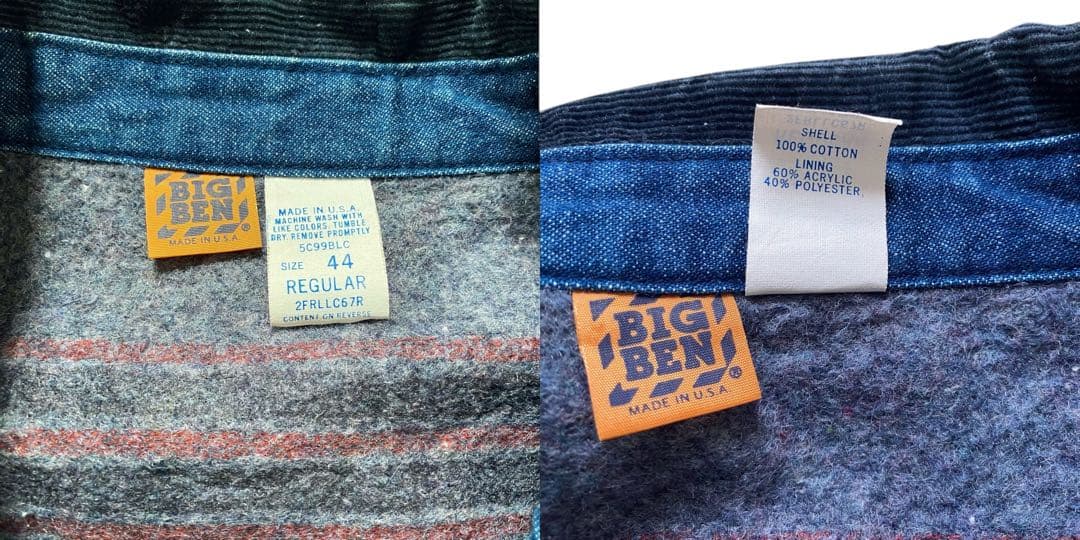 BIG
BEN
MADE IN U.S.A.
MADE IN U.S.A.
MACHINE WASH WITH
LIKE COLORS. TUMBLE
DRY. REMOVE PROMPTLY
5C99BLC
SIZE 44
REGULAR
2FRLLC67R
CONTENT ON REVERSE
SHELL
100% COTTON
LINING
60% ACRYLIC
40% POLYESTER
BIG
BEN®
MADE IN U.S.A.